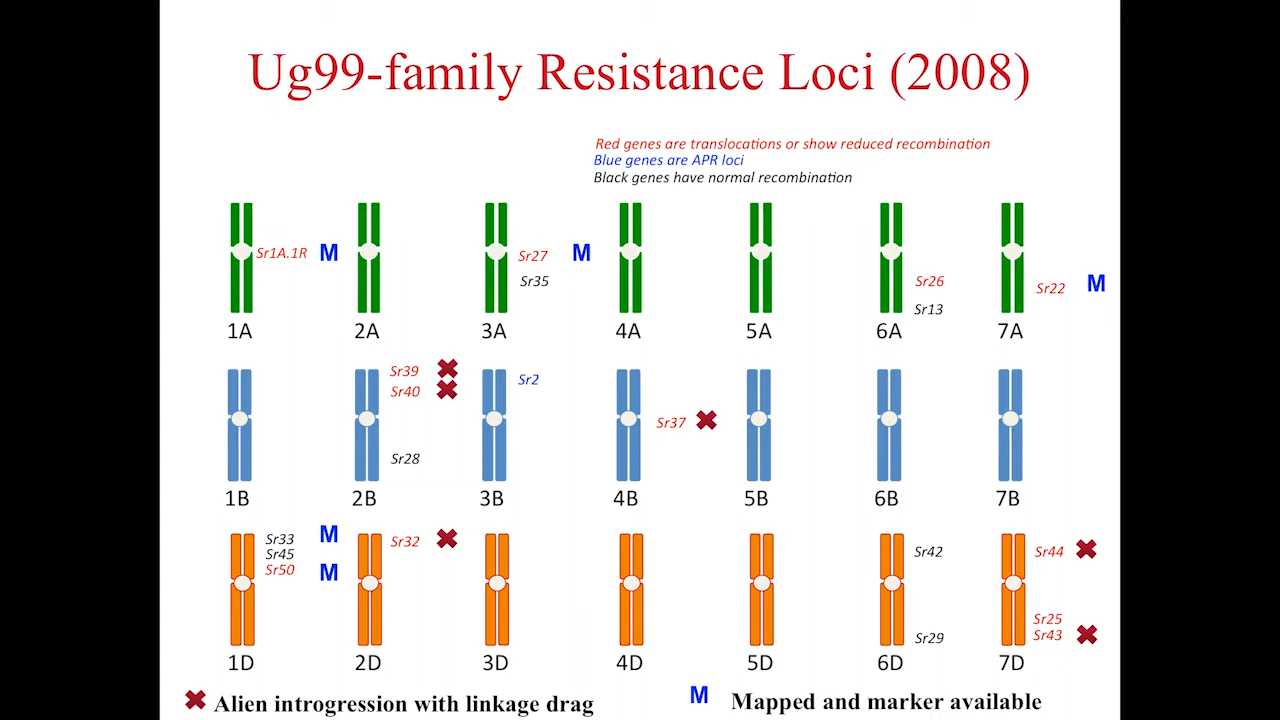 Ug99-family Resistance Loci (2008)
Red genes are translocations or show reduced recombination
Blue genes are APR loci
Black genes have normal recombination
Sr1A.1R M
Sr27 M
Sr35
Sr26
Sr13
Sr22 M
1A 2A 3A 4A 5A 6A 7A
Sr39
Sr40
Sr28
Sr2
Sr37
1B 2B 3B 4B 5B 6B 7B
Sr33 M
Sr45
Sr50 M
Sr32
Sr42
Sr29
Sr44
Sr25
Sr43
1D 2D 3D 4D 5D 6D 7D
Alien introgression with linkage drag
M Mapped and marker available